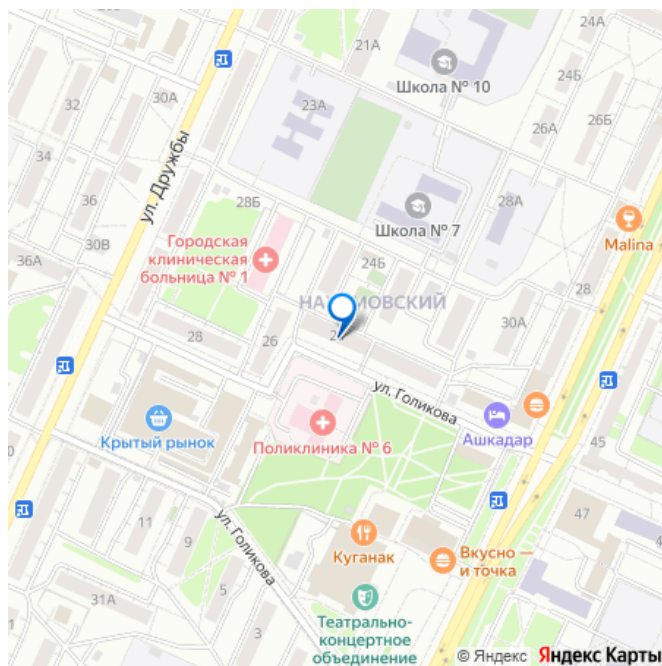 21А
24Б
Школа № 10
30А
32
23А
26Б
26А
34
ул. Дружбы
36
28Б
28А
Школа № 7
Malina
30В
Городская
клиническая
больница № 1
36А
24Б
28
НА
МОВСКИЙ
30А
28
26
2
ул. Голикова
Ашкадар
Крытый рынок
Поликлиника № 6
45
47
11
ул. Голикова
9
Куганак
Вкусно —
и точка
5
31А
Театрально-
концертное
объединение
3
© Яндекс Яндекс Карты